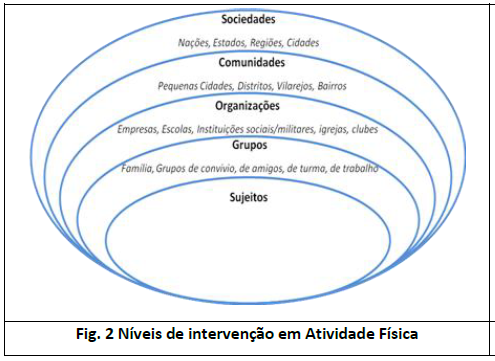 Sociedades
Nações, Estados, Regiões, Cidades
Comunidades
Pequenas Cidades, Distritos, Vilarejos, Bairros
Organizações
Empresas, Escolas, Instituições sociais/militares, igrejas, clubes
Grupos
Família, Grupos de convivio, de amigos, de turma, de trabalho
Sujeitos
Fig. 2 Níveis de intervenção em Atividade Física